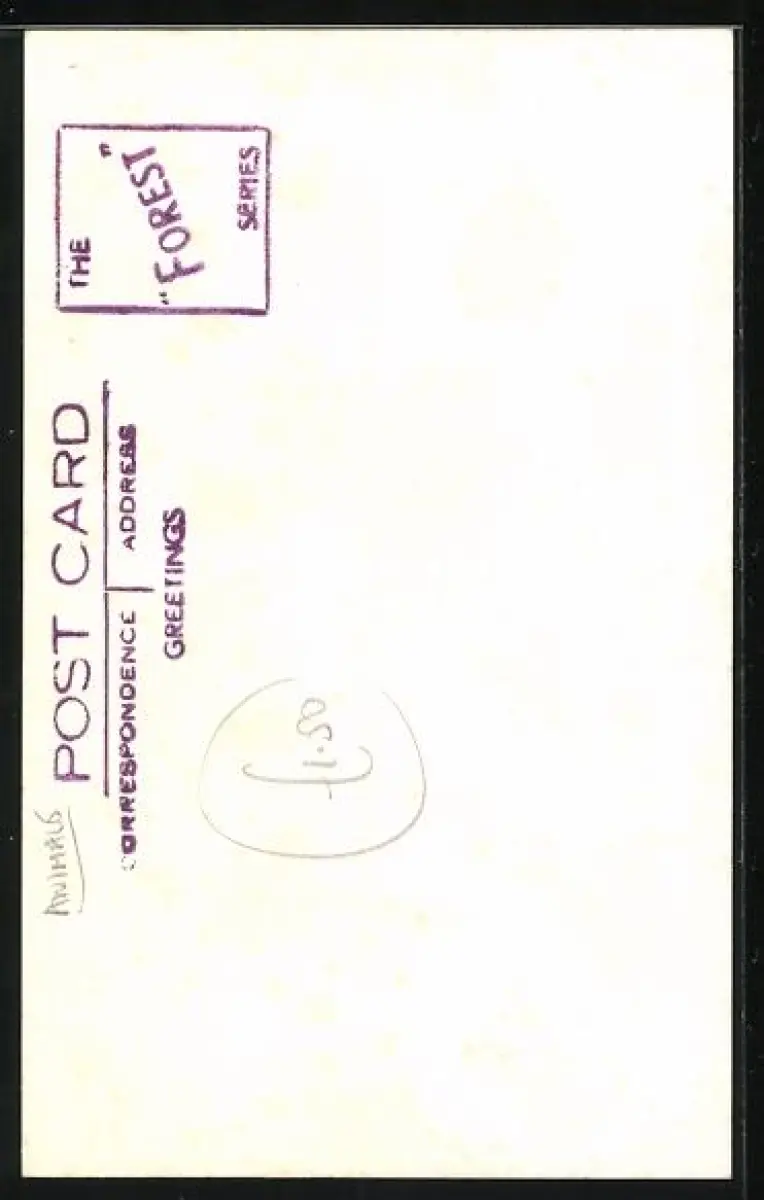 ANIMALS
POST CARD
THE
"FOREST"
SERIES
CORRESPONDENCE | ADDRESS
GREETINGS
£1.50